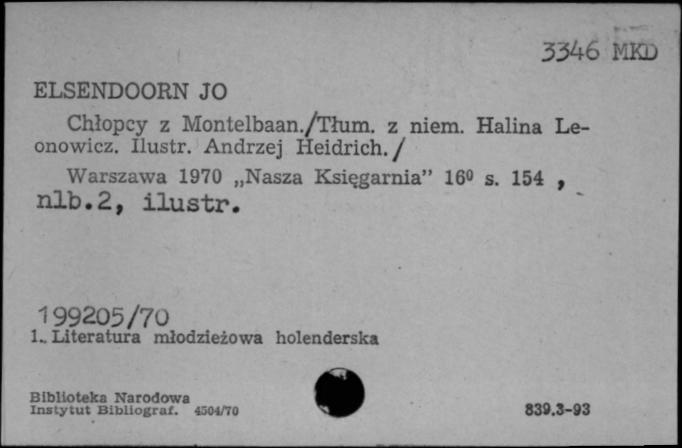 3346 MKD
ELSENDOORN JO
Chłopcy z Montelbaan./Tłum. z niem. Halina Le-
onowicz. Ilustr. Andrzej Heidrich./
Warszawa 1970 „Nasza Księgarnia” 16⁰ s. 154 ,
nlb.2, ilustr.
199205/70
1. Literatura młodzieżowa holenderska
Biblioteka Narodowa
Instytut Bibliograf. 4504/70
839.3-93